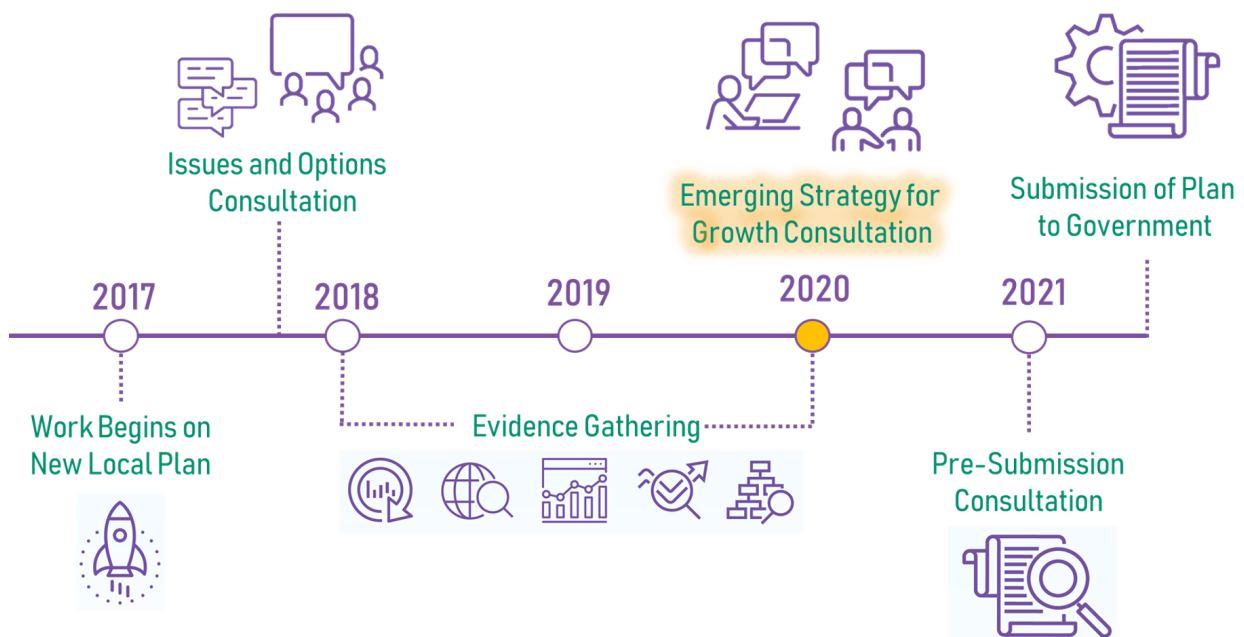 Issues and Options
Consultation
Emerging Strategy for
Growth Consultation
Submission of Plan
to Government
2017
2018
2019
2020
2021
Work Begins on
New Local Plan
Evidence Gathering
Pre-Submission
Consultation